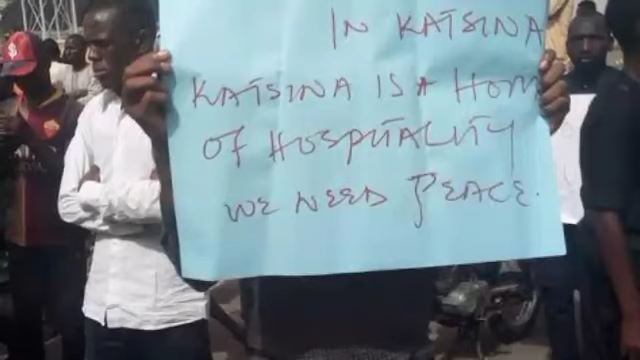 IN KATSINA
KATSINA IS A HOM
OF HOSPITALITY
WE NEED PEACE.